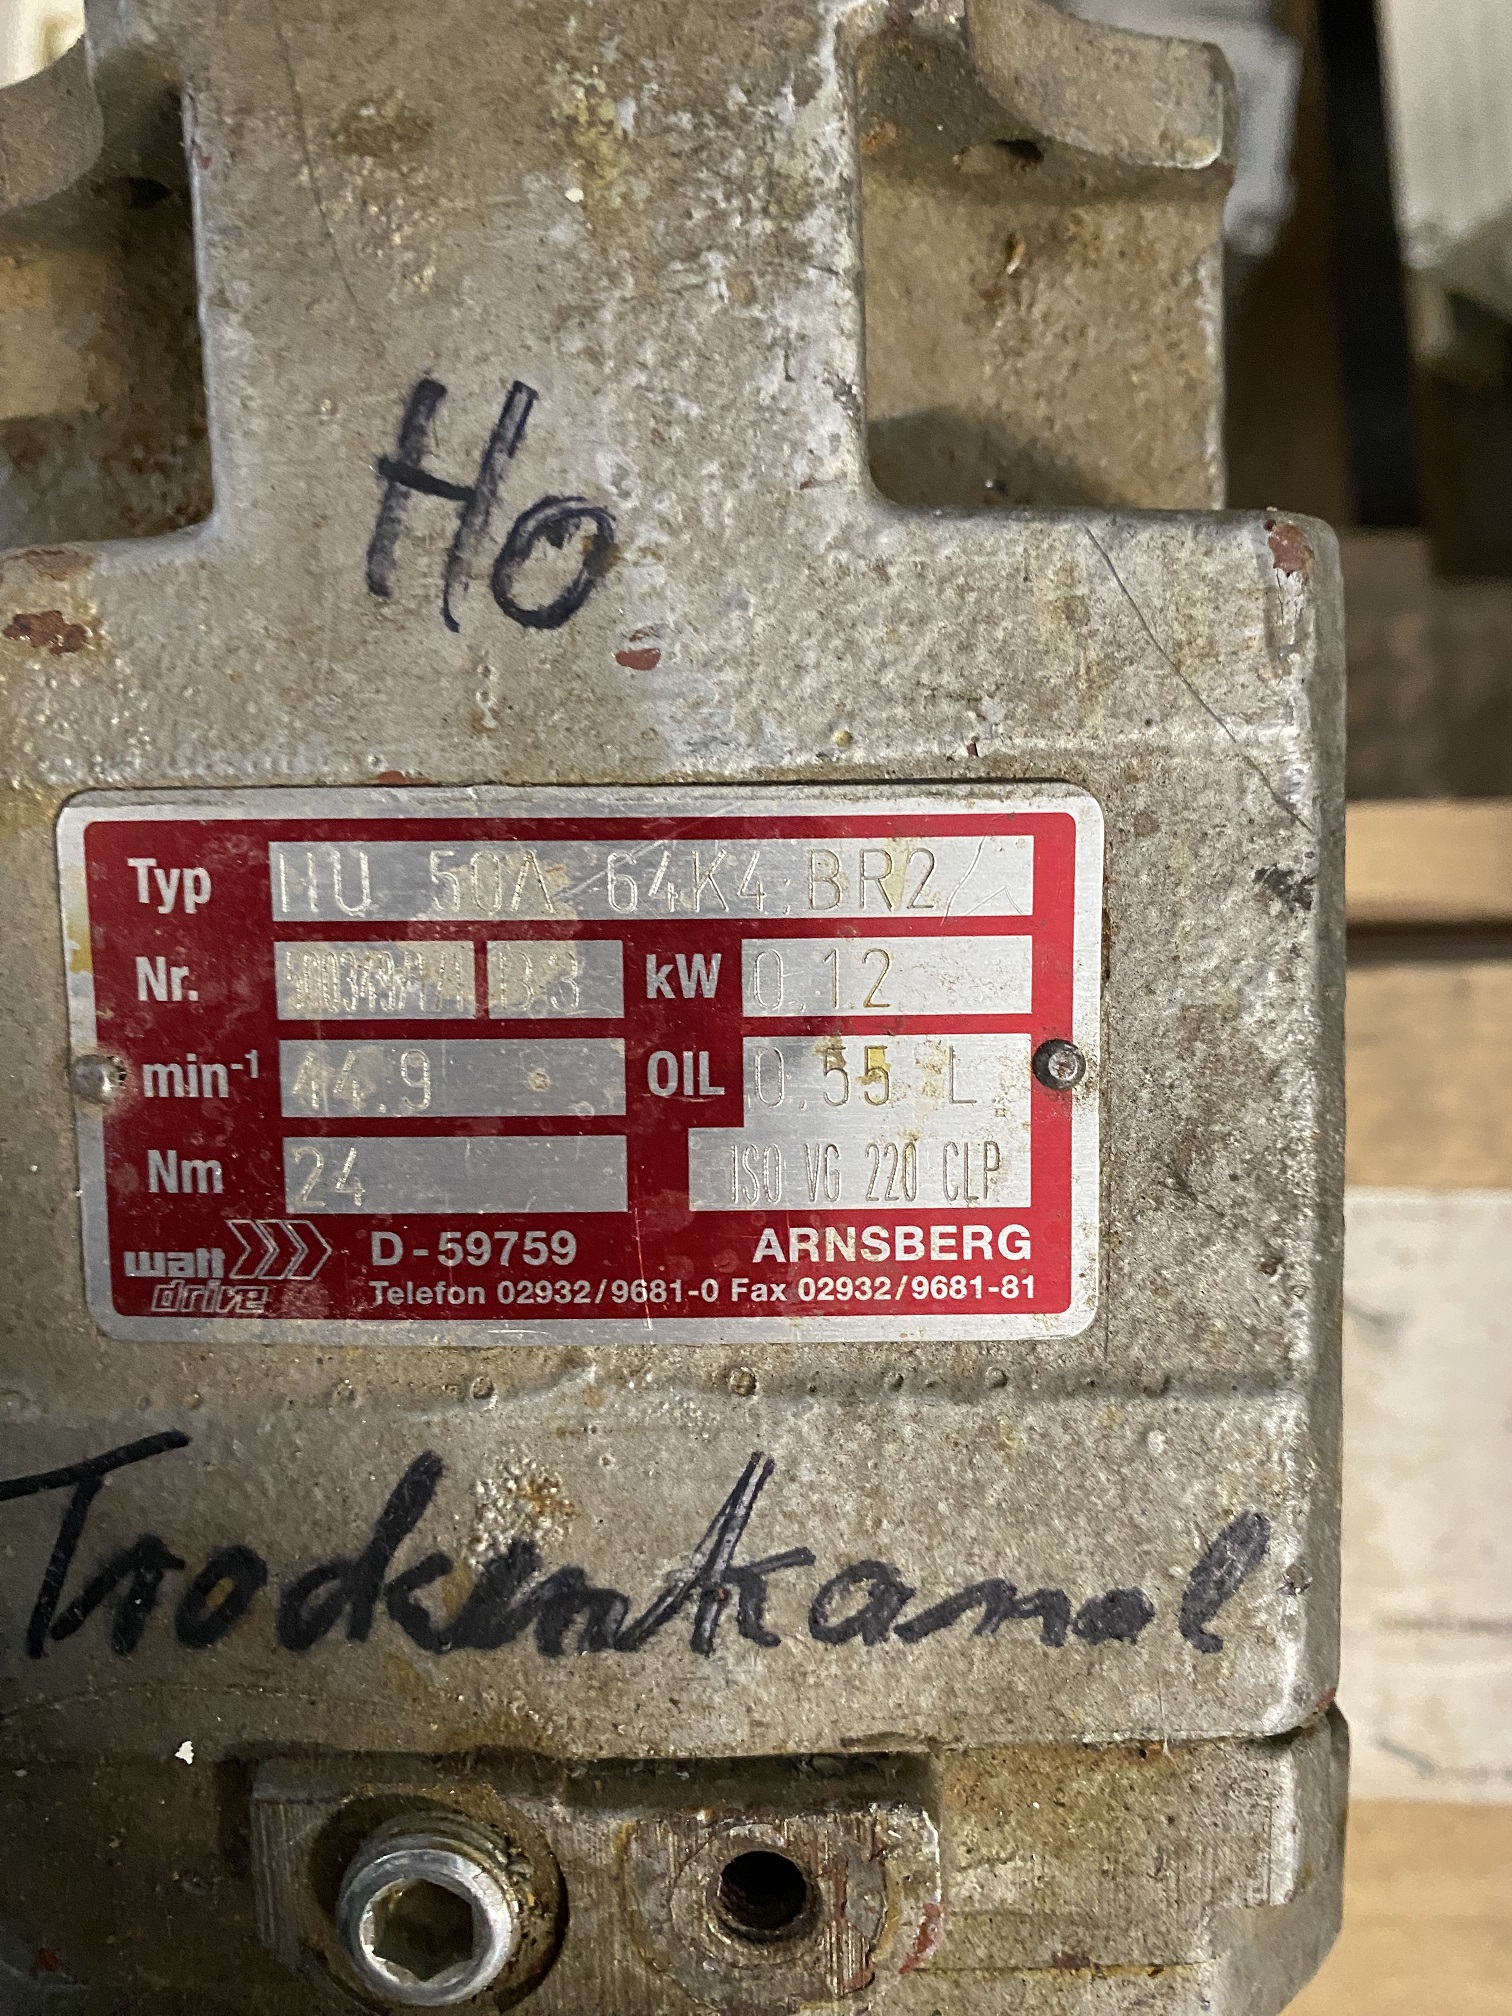 Ho
Typ HU 50A 64K4 BR2
Nr. B3 kW 0,12
min-1 44.9 OIL 0,55 L
Nm 24 ISO VG 220 CLP
watt drive D-59759 ARNSBERG
Telefon 02932/9681-0 Fax 02932/9681-81
Trockenkanal